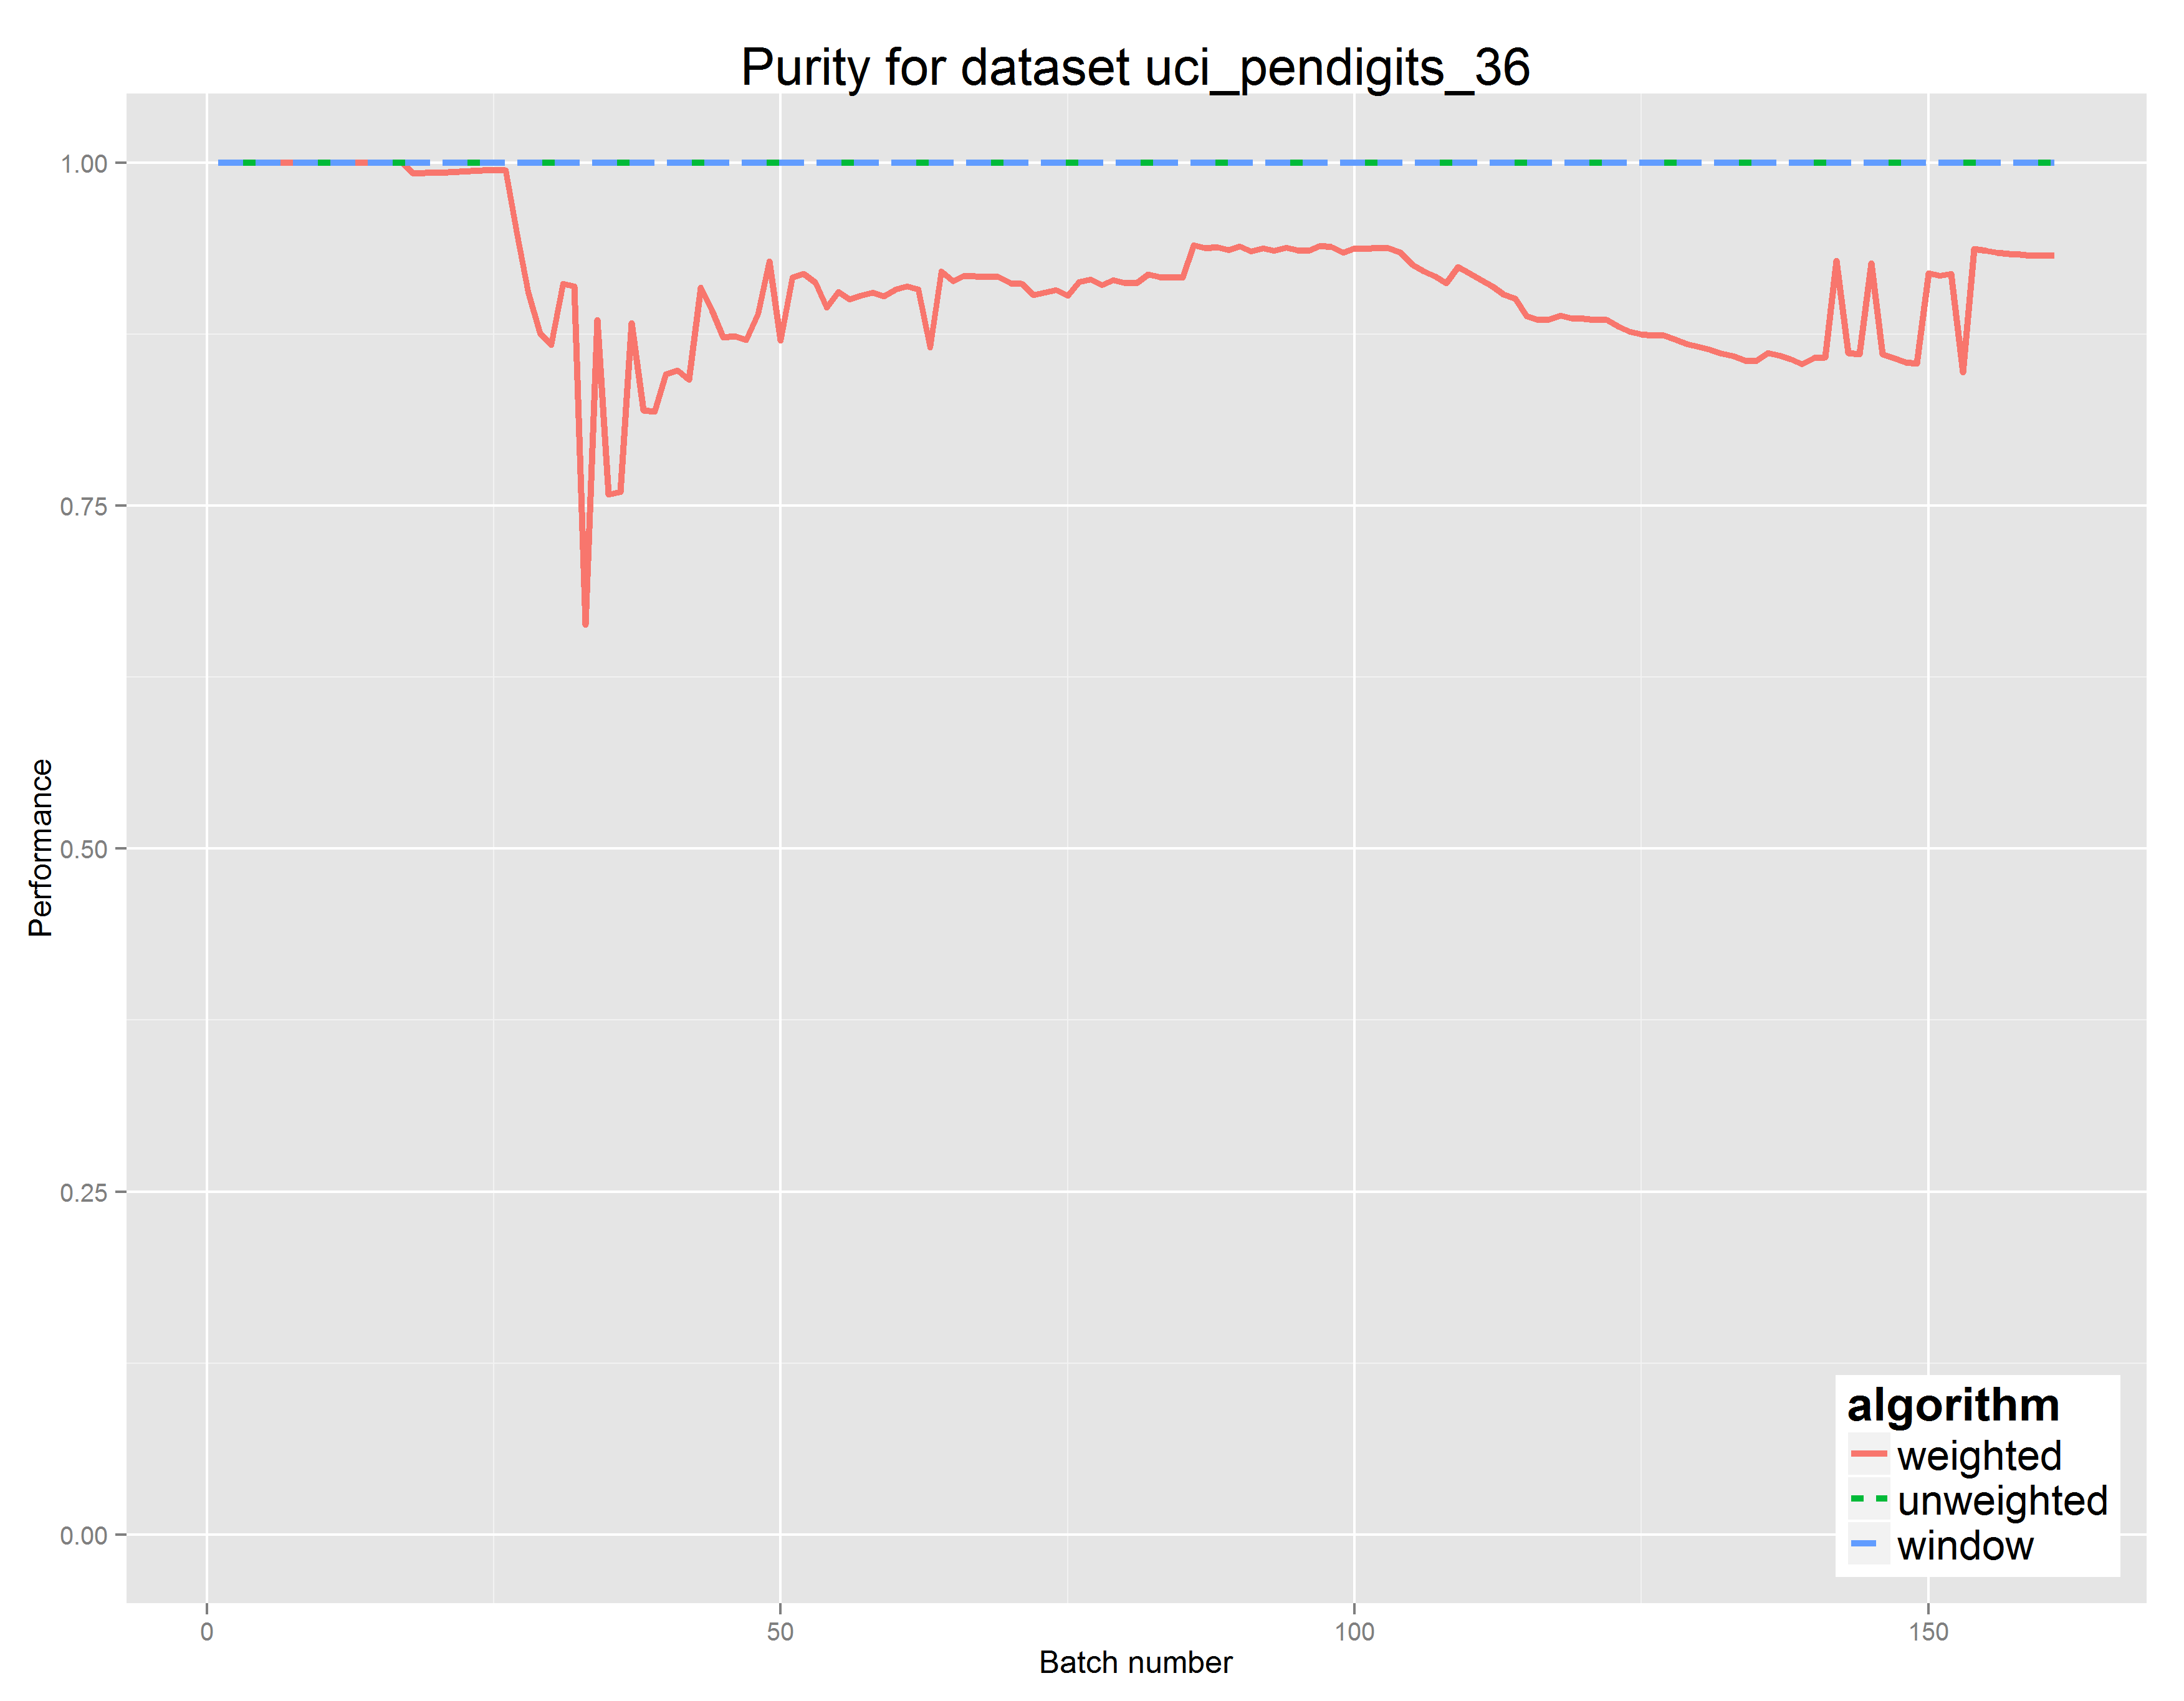 Purity for dataset uci_pendigits_36
1.00
0.75
0.50
0.25
0.00
Performance
0
50
100
150
Batch number
algorithm
weighted
unweighted
window